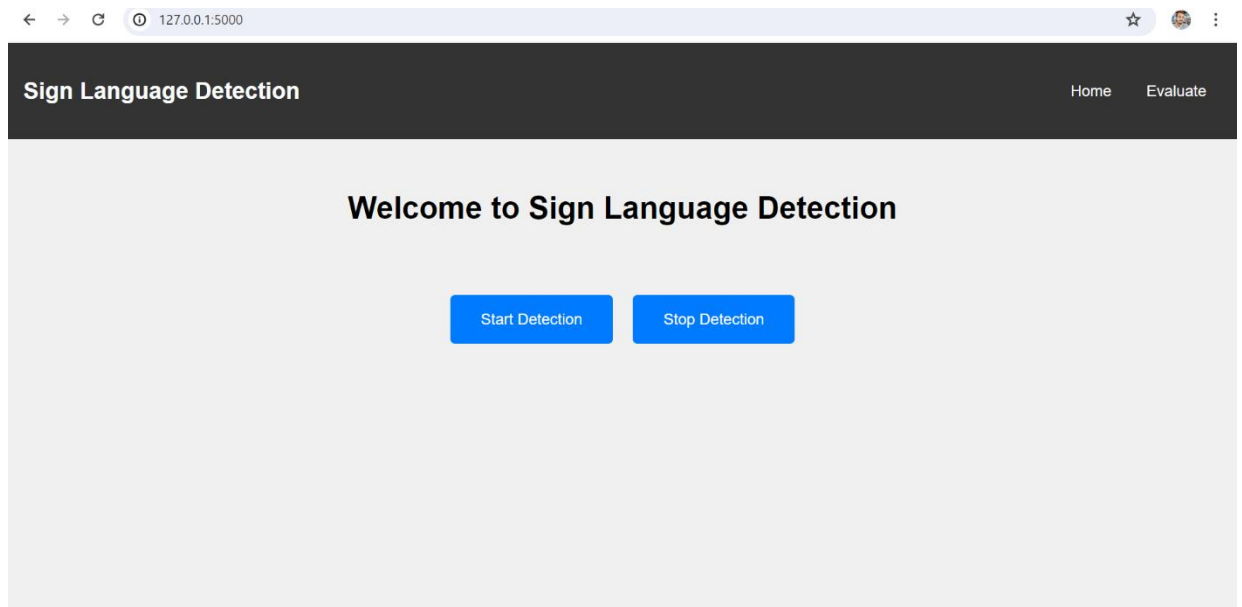 127.0.0.1:5000
Sign Language Detection
Home Evaluate
Welcome to Sign Language Detection
Start Detection Stop Detection